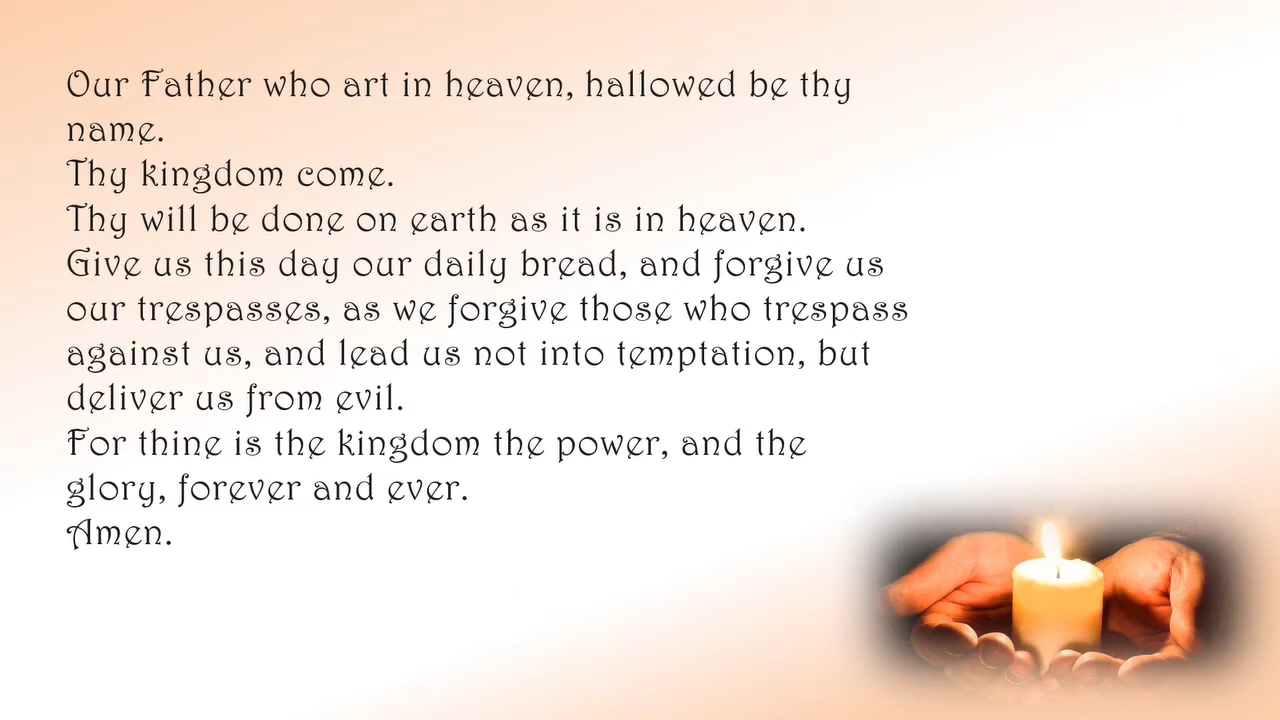 Our Father who art in heaven, hallowed be thy
name.
Thy kingdom come.
Thy will be done on earth as it is in heaven.
Give us this day our daily bread, and forgive us
our trespasses, as we forgive those who trespass
against us, and lead us not into temptation, but
deliver us from evil.
For thine is the kingdom the power, and the
glory, forever and ever.
Amen.